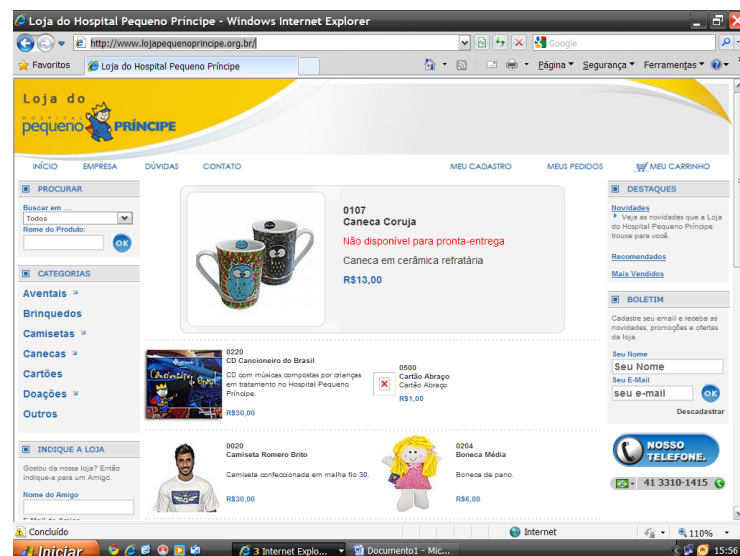 Loja do Hospital Pequeno Príncipe - Windows Internet Explorer
http://www.lojapequenoprincipe.org.br/
Google
Favoritos
Loja do Hospital Pequeno Príncipe
Página
Segurança
Ferramentas
Loja do
HOSPITAL
pequeno PRÍNCIPE
INÍCIO
EMPRESA
DÚVIDAS
CONTATO
MEU CADASTRO
MEUS PEDIDOS
MEU CARRINHO
PROCURAR
Buscar em ....
Todos
Nome do Produto:
OK
CATEGORIAS
Aventais
Brinquedos
Camisetas
Canecas
Cartões
Doações
Outros
INDIQUE A LOJA
Gostou da nossa loja? Então
indique-a para um Amigo.
Nome do Amigo
E-Mail do Amigo
0107
Caneca Coruja
Não disponível para pronta-entrega
Caneca em cerâmica refratária
R$13,00
0220
CD Cancioneiro do Brasil
CD com músicas compostas por crianças
em tratamento no Hospital Pequeno
Príncipe.
R$30,00
0500
Cartão Abraço
Cartão Abraço
R$1,00
0020
Camiseta Romero Brito
Camiseta confeccionada em malha fio 30.
R$30,00
0204
Boneca Média
Boneca de pano.
R$6,00
DESTAQUES
Novidades
Veja as novidades que a Loja
do Hospital Pequeno Príncipe
trouxe para você.
Recomendados
Mais Vendidos
BOLETIM
Cadastre seu email e receba as
novidades, promoções e ofertas
da loja.
Seu Nome
Seu Nome
Seu E-Mail
seu e-mail
OK
Descadastrar
NOSSO
TELEFONE.
41 3310-1415
Concluído
Internet
110%
Iniciar
3 Internet Explo...
Documento1 - Mic...
15:56